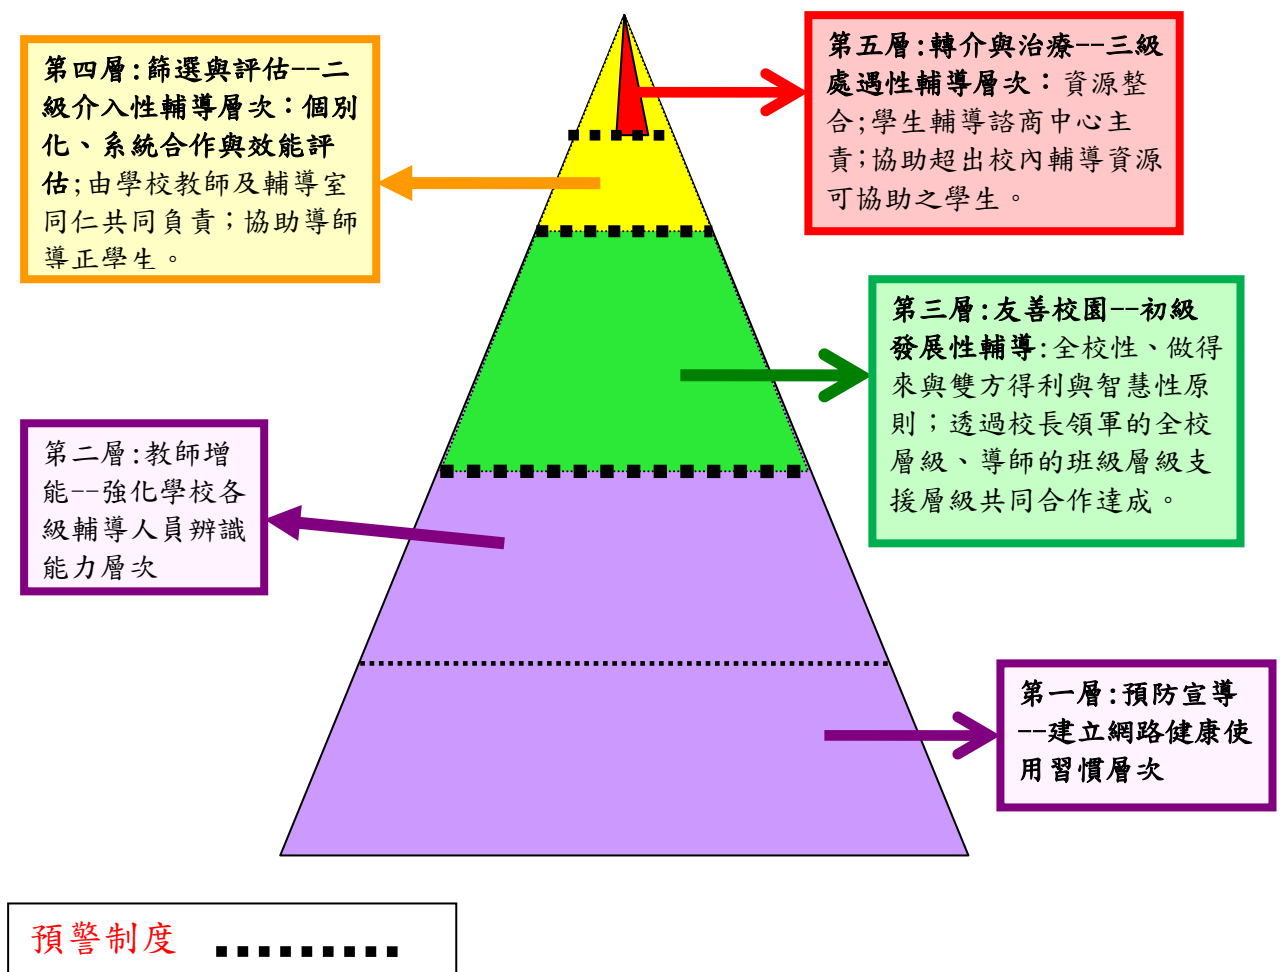 第四層:篩選與評估--二
級介入性輔導層次：個別
化、系統合作與效能評
估;由學校教師及輔導室
同仁共同負責；協助導師
導正學生。
第五層:轉介與治療--三級
處遇性輔導層次：資源整
合;學生輔導諮商中心主
責;協助超出校內輔導資源
可協助之學生。
第三層:友善校園--初級
發展性輔導:全校性、做得
來與雙方得利與智慧性原
則；透過校長領軍的全校
層級、導師的班級層級支
援層級共同合作達成。
第二層:教師增
能--強化學校各
級輔導人員辨識
能力層次
第一層:預防宣導
--建立網路健康使
用習慣層次
預警制度